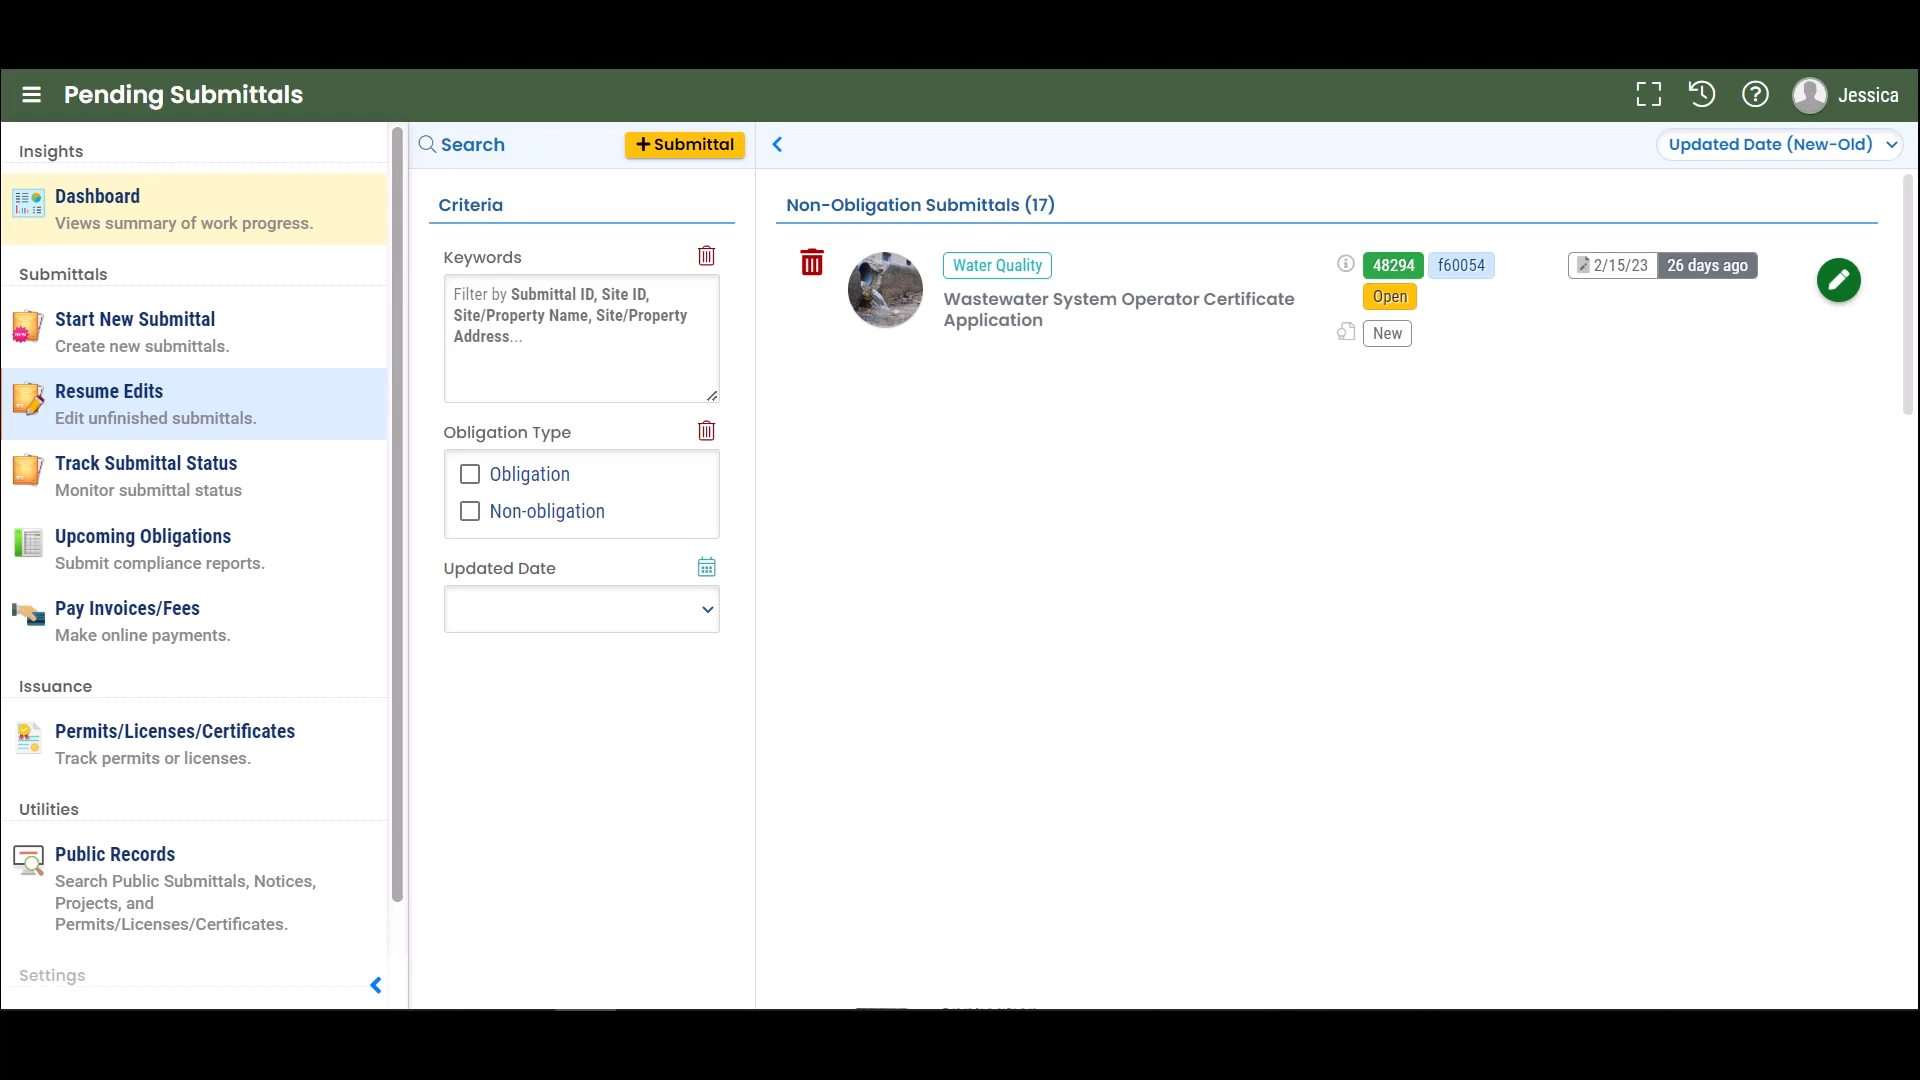 Pending Submittals
Jessica
Insights
Dashboard
Views summary of work progress.
Submittals
Start New Submittal
Create new submittals.
Resume Edits
Edit unfinished submittals.
Track Submittal Status
Monitor submittal status
Upcoming Obligations
Submit compliance reports.
Pay Invoices/Fees
Make online payments.
Issuance
Permits/Licenses/Certificates
Track permits or licenses.
Utilities
Public Records
Search Public Submittals, Notices,
Projects, and
Permits/Licenses/Certificates.
Settings
Search
+ Submittal
Criteria
Keywords
Filter by Submittal ID, Site ID,
Site/Property Name, Site/Property
Address...
Obligation Type
Obligation
Non-obligation
Updated Date
Updated Date (New-Old)
Non-Obligation Submittals (17)
Water Quality
Wastewater System Operator Certificate
Application
48294 f60054
Open
New
2/15/23 26 days ago